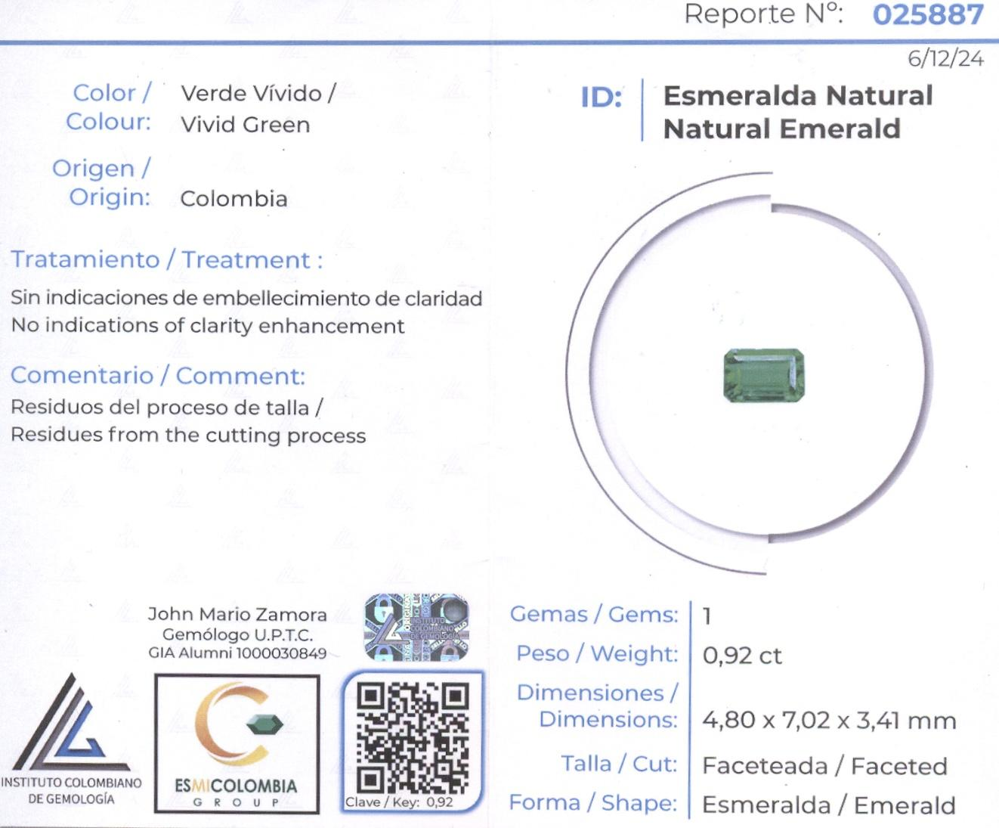 Reporte Nº: 025887
6/12/24
Color / Verde Vívido /
Colour: Vivid Green
Origen /
Origin: Colombia
Tratamiento / Treatment :
Sin indicaciones de embellecimiento de claridad
No indications of clarity enhancement
Comentario / Comment:
Residuos del proceso de talla /
Residues from the cutting process
John Mario Zamora
Gemólogo U.P.T.C.
GIA Alumni 1000030849
INSTITUTO COLOMBIANO
DE GEMOLOGÍA
ESMICOLOMBIA
GROUP
INSTITUTO
COLOMBIANO
DE GEMOLOGÍA
Clave / Key: 0,92
ID: Esmeralda Natural
Natural Emerald
Gemas / Gems: 1
Peso / Weight: 0,92 ct
Dimensiones /
Dimensions: 4,80 x 7,02 x 3,41 mm
Talla / Cut: Faceteada / Faceted
Forma / Shape: Esmeralda / Emerald